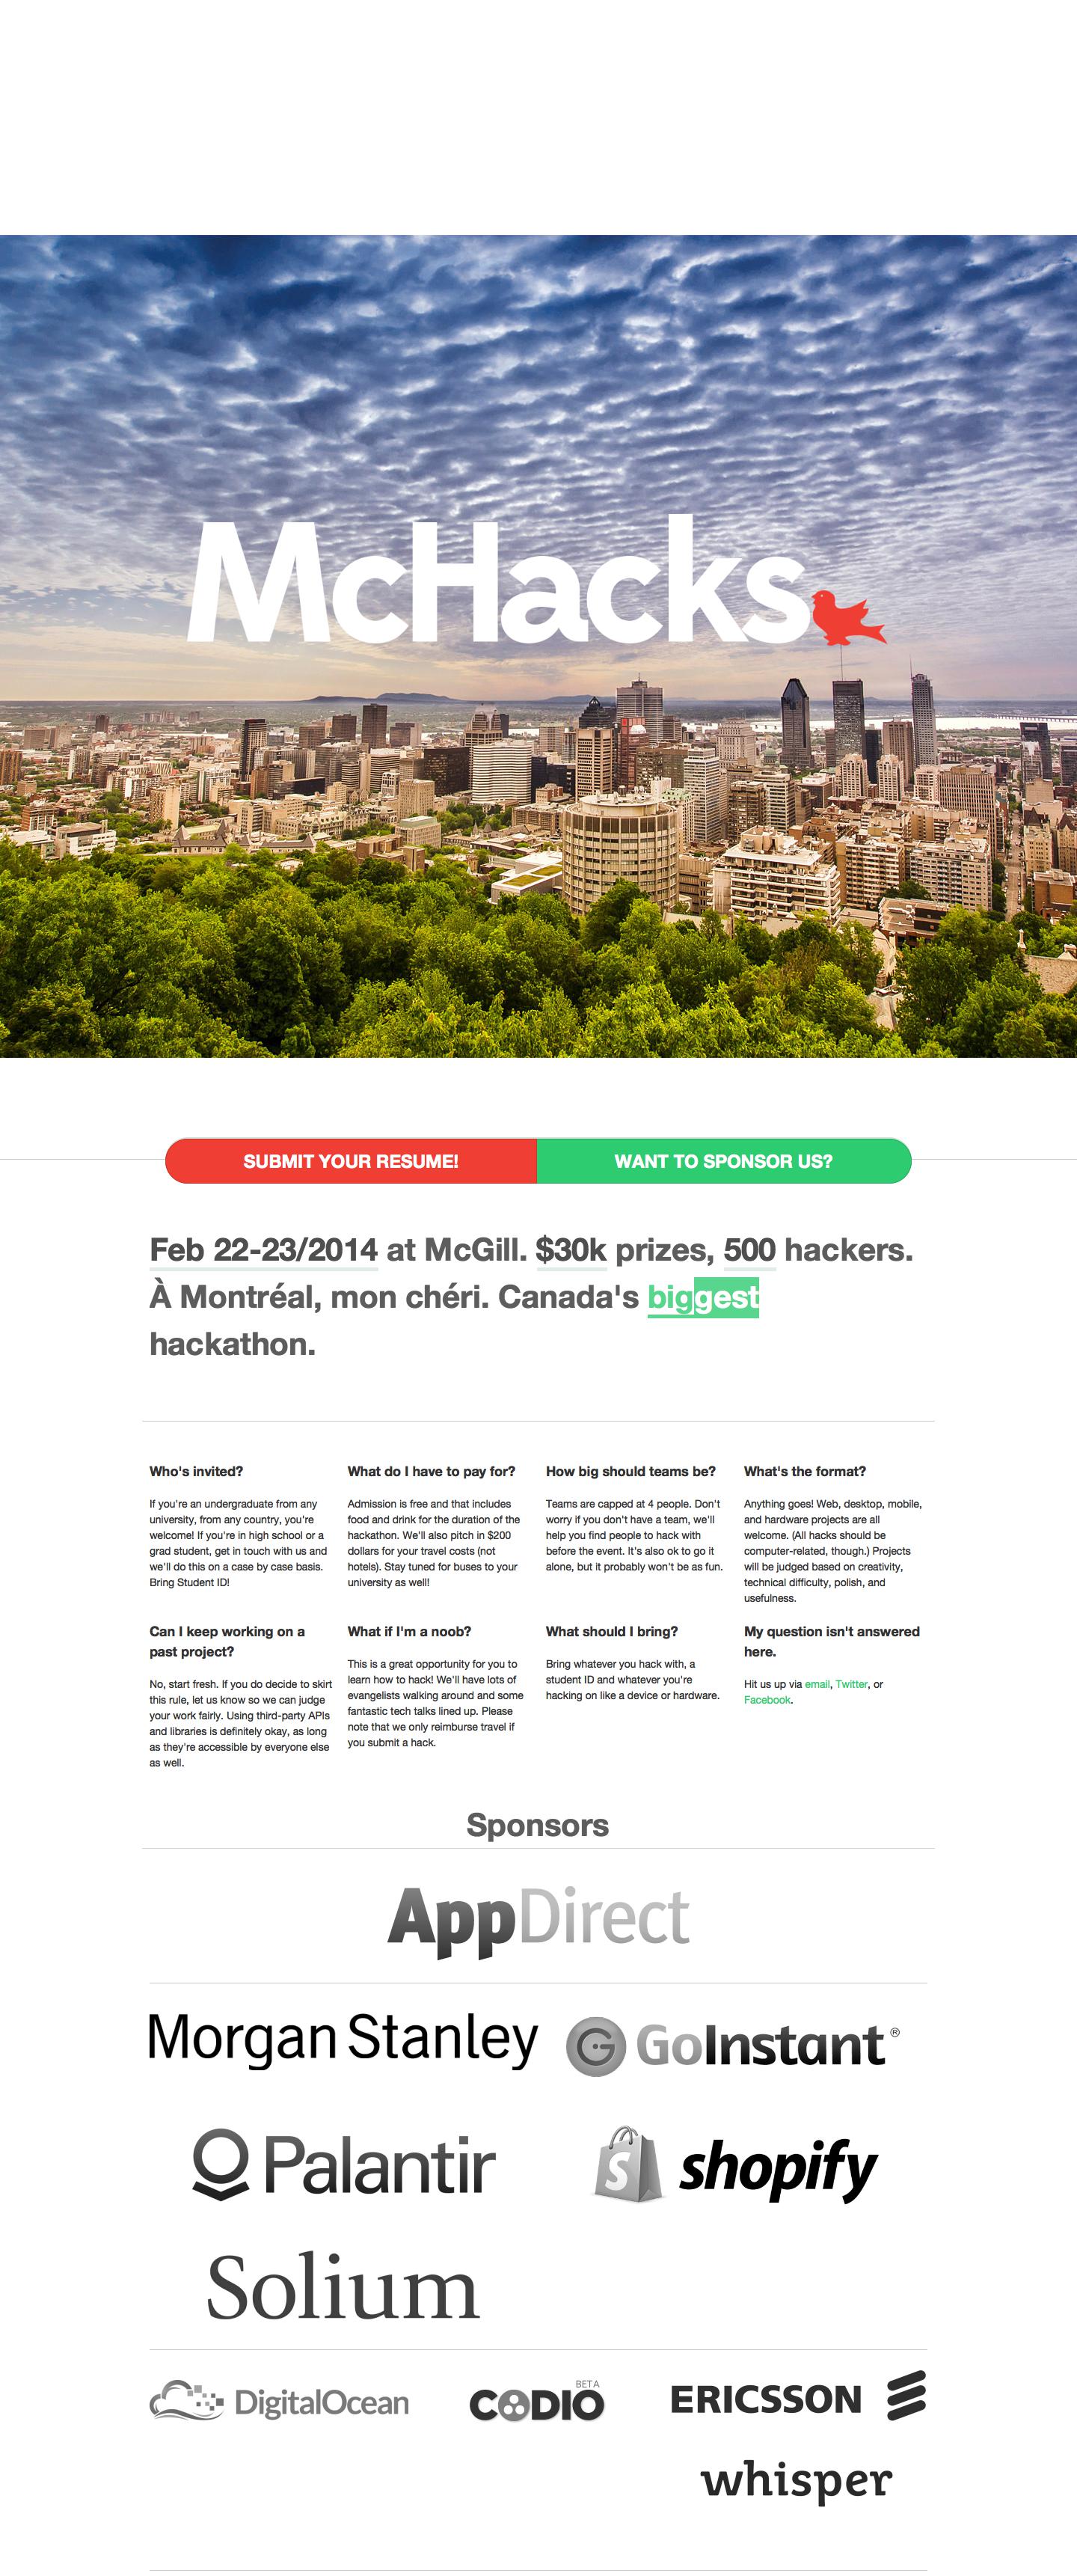 McHacks
SUBMIT YOUR RESUME!
WANT TO SPONSOR US?
Feb 22-23/2014 at McGill. $30k prizes, 500 hackers.
À Montréal, mon chéri. Canada's biggest
hackathon.
Who's invited?
If you're an undergraduate from any
university, from any country, you're
welcome! If you're in high school or a
grad student, get in touch with us and
we'll do this on a case by case basis.
Bring Student ID!
What do I have to pay for?
Admission is free and that includes
food and drink for the duration of the
hackathon. We'll also pitch in $200
dollars for your travel costs (not
hotels). Stay tuned for buses to your
university as well!
How big should teams be?
Teams are capped at 4 people. Don't
worry if you don't have a team, we'll
help you find people to hack with
before the event. It's also ok to go it
alone, but it probably won't be as fun.
What's the format?
Anything goes! Web, desktop, mobile,
and hardware projects are all
welcome. (All hacks should be
computer-related, though.) Projects
will be judged based on creativity,
technical difficulty, polish, and
usefulness.
Can I keep working on a
past project?
No, start fresh. If you do decide to skirt
this rule, let us know so we can judge
your work fairly. Using third-party APIs
and libraries is definitely okay, as long
as they're accessible by everyone else
as well.
What if I'm a noob?
This is a great opportunity for you to
learn how to hack! We'll have lots of
evangelists walking around and some
fantastic tech talks lined up. Please
note that we only reimburse travel if
you submit a hack.
What should I bring?
Bring whatever you hack with, a
student ID and whatever you're
hacking on like a device or hardware.
My question isn't answered
here.
Hit us up via email, Twitter, or
Facebook.
Sponsors
AppDirect
Morgan Stanley
GoInstant ®
Palantir
shopify
Solium
DigitalOcean
CODIO BETA
ERICSSON
whisper